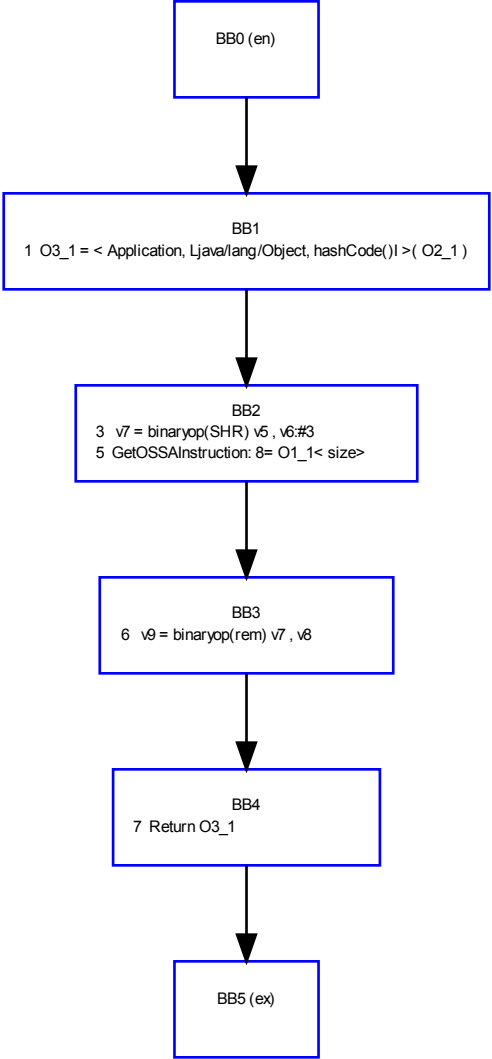 BB0 (en)
BB1
1 O3_1 = < Application, Ljava/lang/Object, hashCode()I >( O2_1 )
BB2
3 v7 = binaryop(SHR) v5 , v6:#3
5 GetOSSAInstruction: 8= O1_1< size>
BB3
6 v9 = binaryop(rem) v7 , v8
BB4
7 Return O3_1
BB5 (ex)